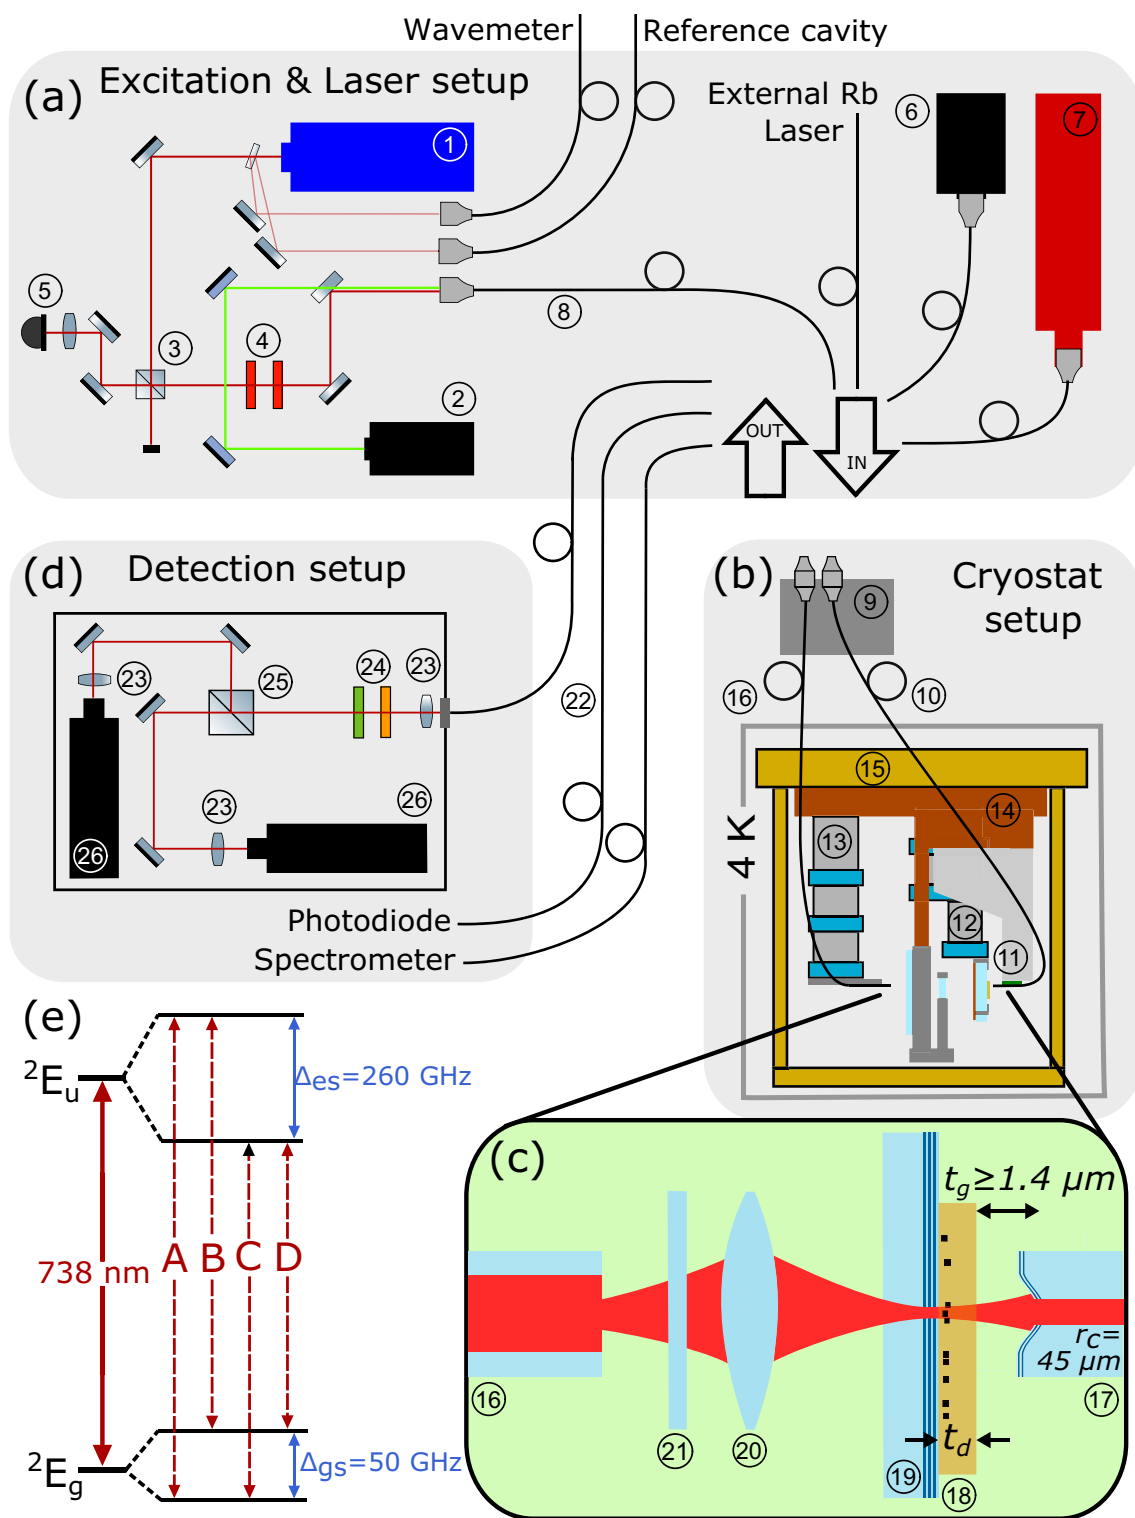 Wavemeter
Reference cavity
(a)
Excitation & Laser setup
External Rb
Laser
1
2
3
4
5
6
7
8
OUT
IN
(d)
Detection setup
23
24
25
23
22
23
26
26
Photodiode
Spectrometer
(b)
Cryostat
setup
9
16
10
4 K
15
14
13
12
11
(e)
²Eu
Δes=260 GHz
738 nm
A
B
C
D
²Eg
Δgs=50 GHz
(c)
tg≥1.4 µm
rc=
45 µm
16
17
21
20
td
19
18